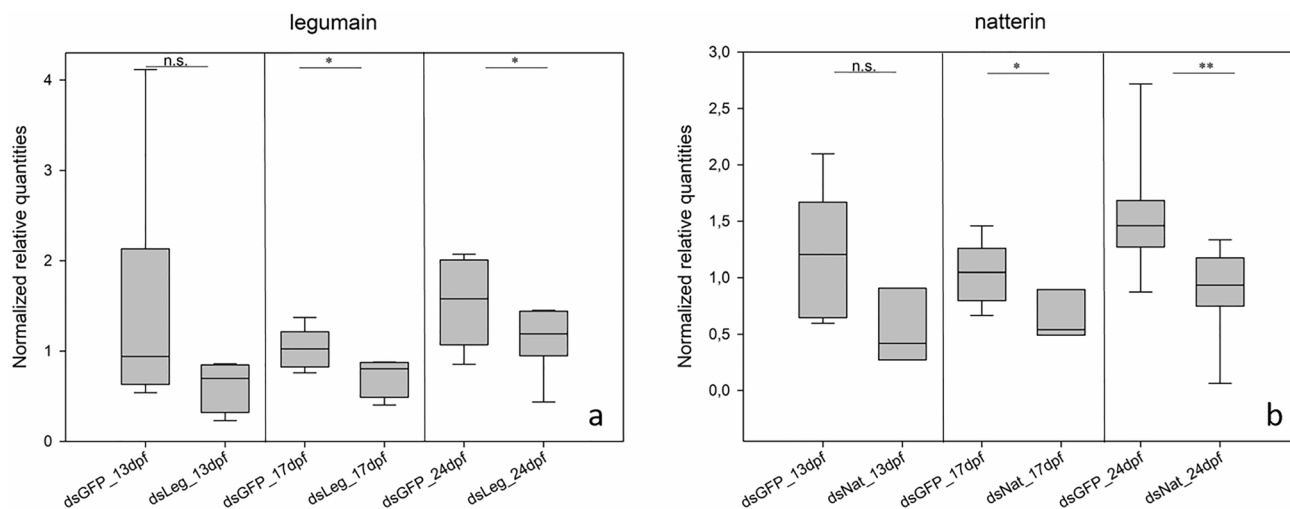 legumain
Normalized relative quantities
4
3
2
1
0
n.s.
*
*
a
dsGFP_13dpf
dsLeg_13dpf
dsGFP_17dpf
dsLeg_17dpf
dsGFP_24dpf
dsLeg_24dpf
natterin
Normalized relative quantities
3,0
2,5
2,0
1,5
1,0
0,5
0,0
n.s.
*
**
b
dsGFP_13dpf
dsNat_13dpf
dsGFP_17dpf
dsNat_17dpf
dsGFP_24dpf
dsNat_24dpf